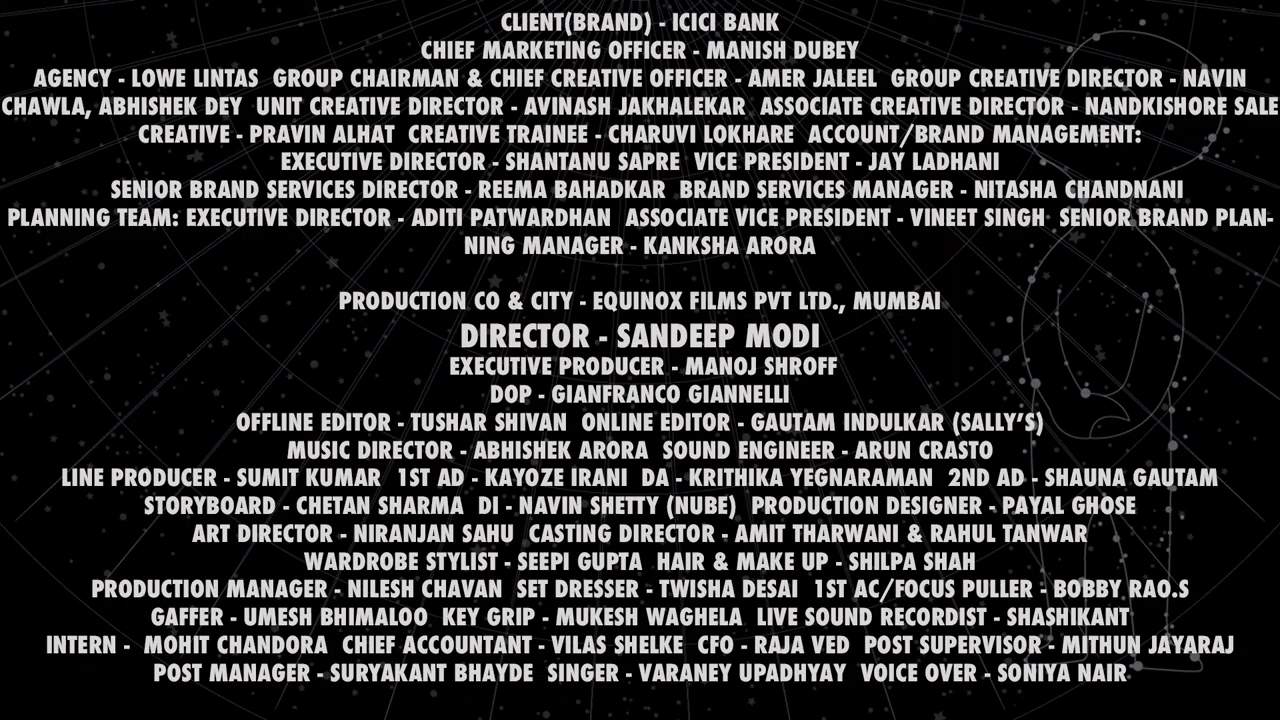 CLIENT(BRAND) - ICICI BANK
CHIEF MARKETING OFFICER - MANISH DUBEY
AGENCY - LOWE LINTAS GROUP CHAIRMAN & CHIEF CREATIVE OFFICER - AMER JALEEL GROUP CREATIVE DIRECTOR - NAVIN
CHAWLA, ABHISHEK DEY UNIT CREATIVE DIRECTOR - AVINASH JAKHALEKAR ASSOCIATE CREATIVE DIRECTOR - NANDKISHORE SALE
CREATIVE - PRAVIN ALHAT CREATIVE TRAINEE - CHARUVI LOKHARE ACCOUNT/BRAND MANAGEMENT:
EXECUTIVE DIRECTOR - SHANTANU SAPRE VICE PRESIDENT - JAY LADHANI
SENIOR BRAND SERVICES DIRECTOR - REEMA BAHADKAR BRAND SERVICES MANAGER - NITASHA CHANDNANI
PLANNING TEAM: EXECUTIVE DIRECTOR - ADITI PATWARDHAN ASSOCIATE VICE PRESIDENT - VINEET SINGH SENIOR BRAND PLAN-
NING MANAGER - KANKSHA ARORA
PRODUCTION CO & CITY - EQUINOX FILMS PVT LTD., MUMBAI
DIRECTOR - SANDEEP MODI
EXECUTIVE PRODUCER - MANOJ SHROFF
DOP - GIANFRANCO GIANNELLI
OFFLINE EDITOR - TUSHAR SHIVAN ONLINE EDITOR - GAUTAM INDULKAR (SALLY'S)
MUSIC DIRECTOR - ABHISHEK ARORA SOUND ENGINEER - ARUN CRASTO
LINE PRODUCER - SUMIT KUMAR 1ST AD - KAYOZE IRANI DA - KRITHIKA YEGNARAMAN 2ND AD - SHAUNA GAUTAM
STORYBOARD - CHETAN SHARMA DI - NAVIN SHETTY (NUBE) PRODUCTION DESIGNER - PAYAL GHOSE
ART DIRECTOR - NIRANJAN SAHU CASTING DIRECTOR - AMIT THARWANI & RAHUL TANWAR
WARDROBE STYLIST - SEEPI GUPTA HAIR & MAKE UP - SHILPA SHAH
PRODUCTION MANAGER - NILESH CHAVAN SET DRESSER - TWISHA DESAI 1ST AC/FOCUS PULLER - BOBBY RAO.S
GAFFER - UMESH BHIMALOO KEY GRIP - MUKESH WAGHELA LIVE SOUND RECORDIST - SHASHIKANT
INTERN - MOHIT CHANDORA CHIEF ACCOUNTANT - VILAS SHELKE CFO - RAJA VED POST SUPERVISOR - MITHUN JAYARAJ
POST MANAGER - SURYAKANT BHAYDE SINGER - VARANEY UPADHYAY VOICE OVER - SONIYA NAIR